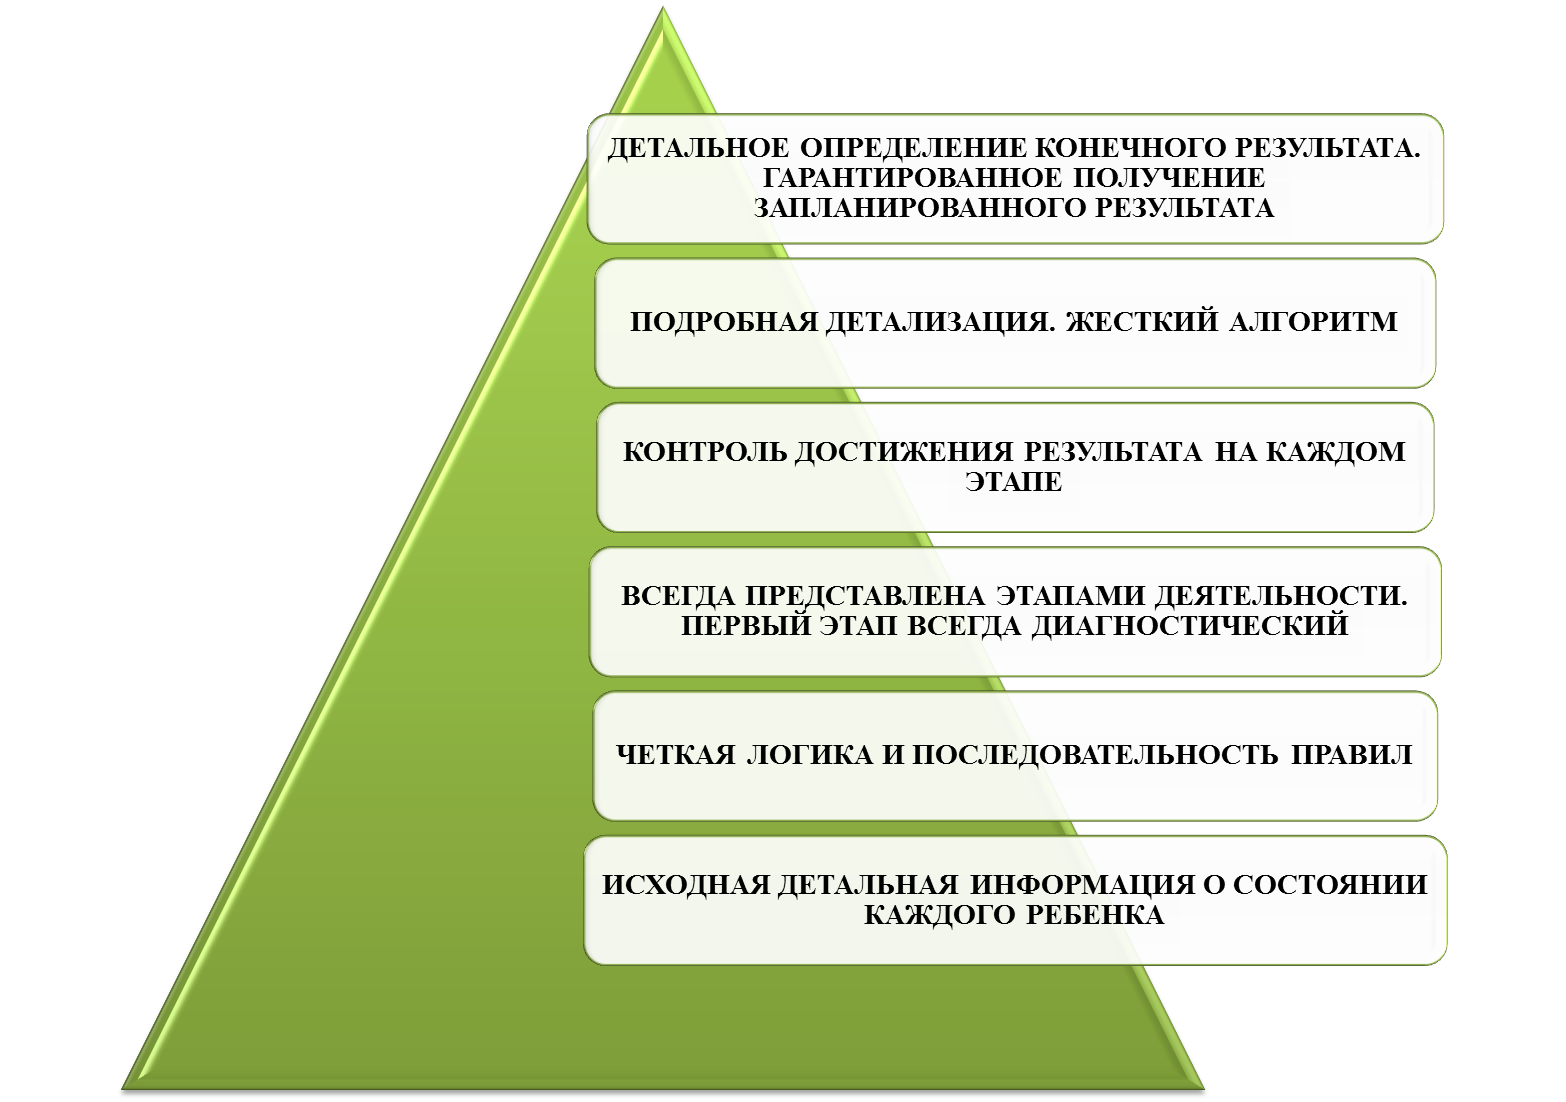 ДЕТАЛЬНОЕ ОПРЕДЕЛЕНИЕ КОНЕЧНОГО РЕЗУЛЬТАТА.
ГАРАНТИРОВАННОЕ ПОЛУЧЕНИЕ
ЗАПЛАНИРОВАННОГО РЕЗУЛЬТАТА
ПОДРОБНАЯ ДЕТАЛИЗАЦИЯ. ЖЕСТКИЙ АЛГОРИТМ
КОНТРОЛЬ ДОСТИЖЕНИЯ РЕЗУЛЬТАТА НА КАЖДОМ
ЭТАПЕ
ВСЕГДА ПРЕДСТАВЛЕНА ЭТАПАМИ ДЕЯТЕЛЬНОСТИ.
ПЕРВЫЙ ЭТАП ВСЕГДА ДИАГНОСТИЧЕСКИЙ
ЧЕТКАЯ ЛОГИКА И ПОСЛЕДОВАТЕЛЬНОСТЬ ПРАВИЛ
ИСХОДНАЯ ДЕТАЛЬНАЯ ИНФОРМАЦИЯ О СОСТОЯНИИ
КАЖДОГО РЕБЕНКА